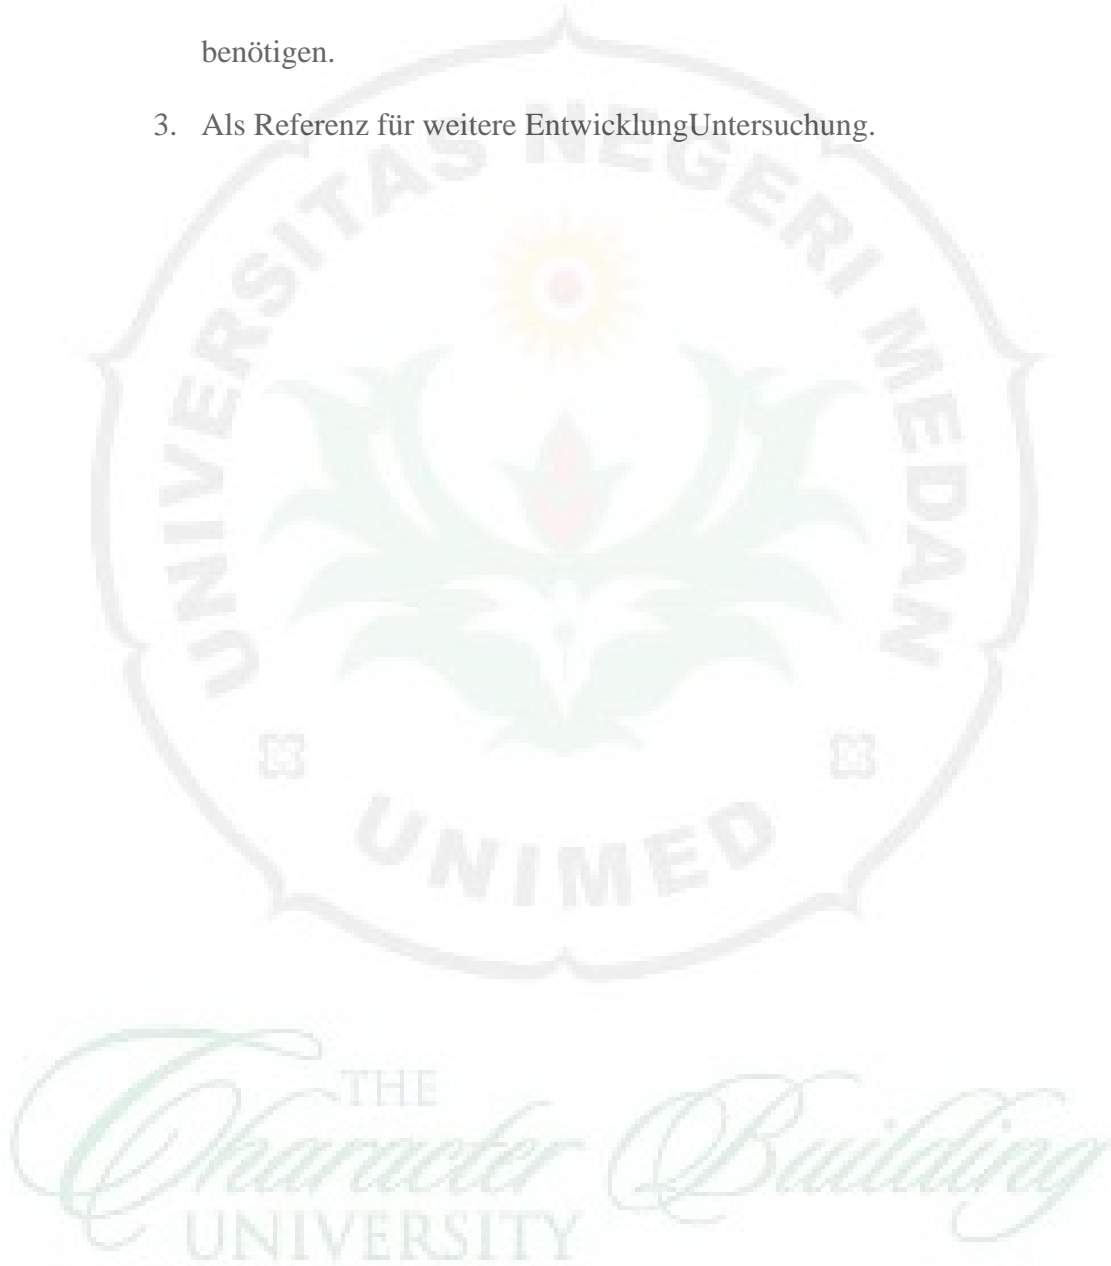 benötigen.
3. Als Referenz für weitere EntwicklungUntersuchung.
UNIVERSITAS NEGERI MEDAN
UNIMED
THE
Character Building
UNIVERSITY